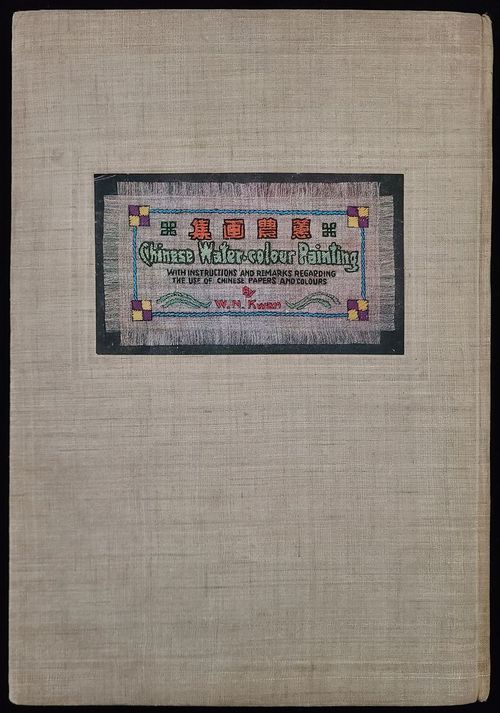 蕙農画集
Chinese Water-colour Painting
WITH INSTRUCTIONS AND REMARKS REGARDING
THE USE OF CHINESE PAPERS AND COLOURS
By
W. N. Kwan